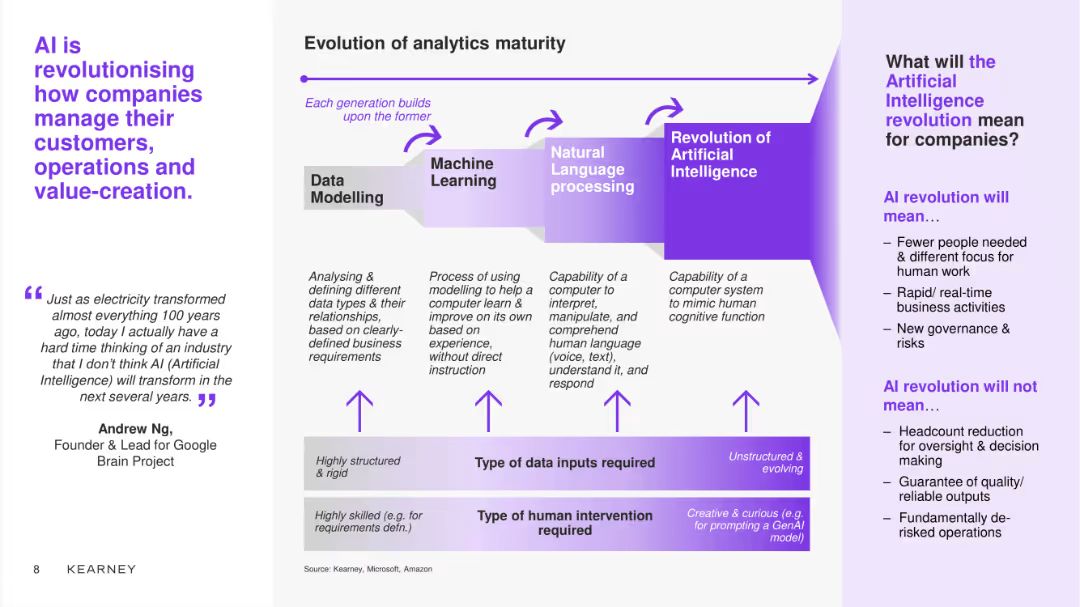 AI is
revolutionising
how companies
manage their
customers,
operations and
value-creation.
“ Just as electricity transformed
almost everything 100 years
ago, today I actually have a
hard time thinking of an industry
that I don't think AI (Artificial
Intelligence) will transform in the
next several years. ”
Andrew Ng,
Founder & Lead for Google
Brain Project
8 KEARNEY
Evolution of analytics maturity
Each generation builds
upon the former
Data
Modelling
Machine
Learning
Natural
Language
processing
Revolution of
Artificial
Intelligence
Analysing &
defining different
data types & their
relationships,
based on clearly-
defined business
requirements
Process of using
modelling to help a
computer learn &
improve on its own
based on
experience,
without direct
instruction
Capability of a
computer to
interpret,
manipulate, and
comprehend
human language
(voice, text),
understand it, and
respond
Capability of a
computer system
to mimic human
cognitive function
Highly structured
& rigid
Type of data inputs required
Unstructured &
evolving
Highly skilled (e.g. for
requirements defn.)
Type of human intervention
required
Creative & curious (e.g.
for prompting a GenAI
model)
Source: Kearney, Microsoft, Amazon
What will the
Artificial
Intelligence
revolution mean
for companies?
AI revolution will
mean…
– Fewer people needed
& different focus for
human work
– Rapid/ real-time
business activities
– New governance &
risks
AI revolution will not
mean…
– Headcount reduction
for oversight & decision
making
– Guarantee of quality/
reliable outputs
– Fundamentally de-
risked operations